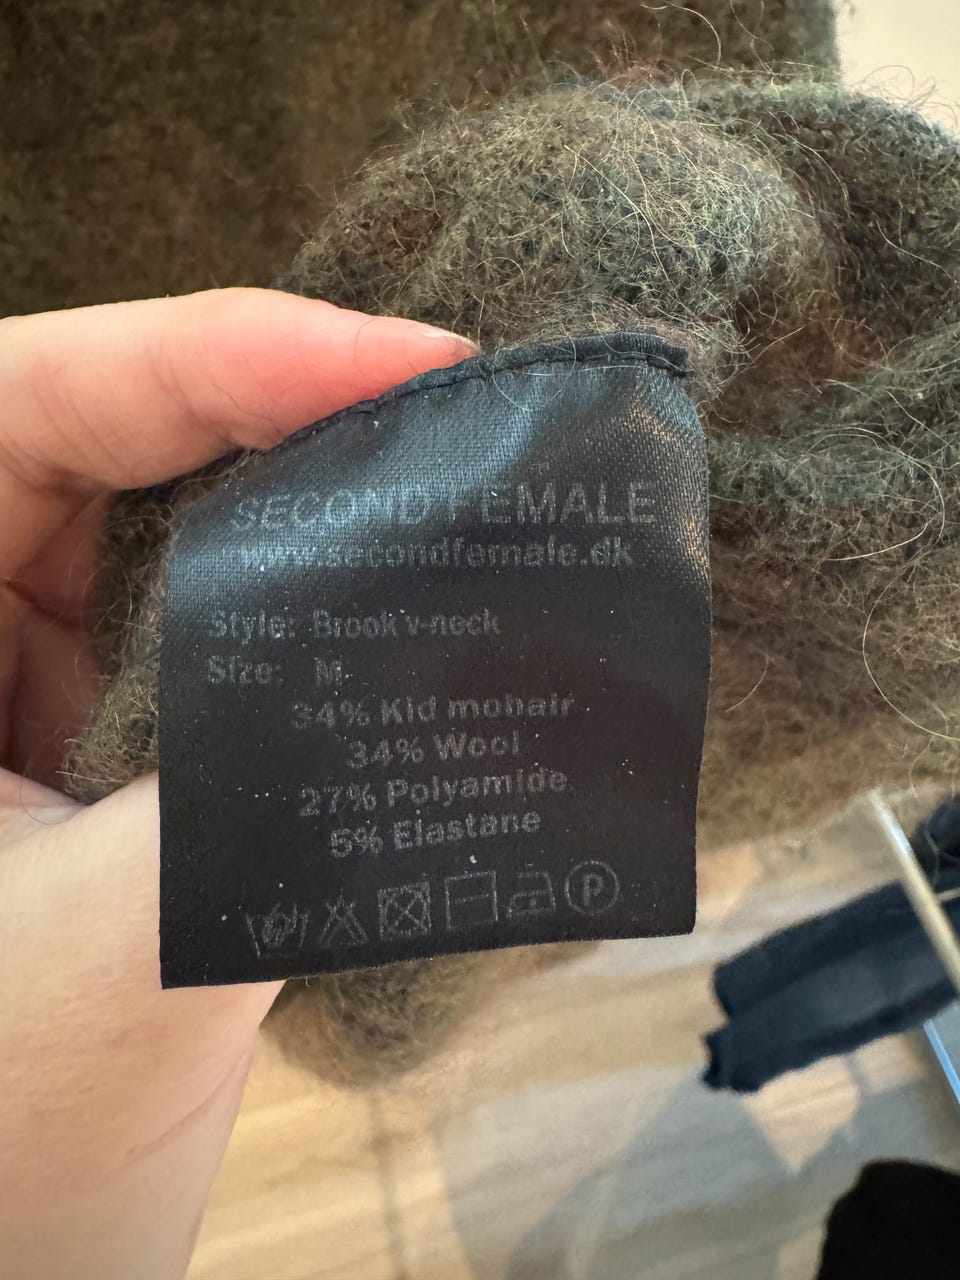 SECOND FEMALE
www.secondfemale.dk
Style: Brook v-neck
Size: M
34% Kid mohair
34% Wool
27% Polyamide
5% Elastane
P